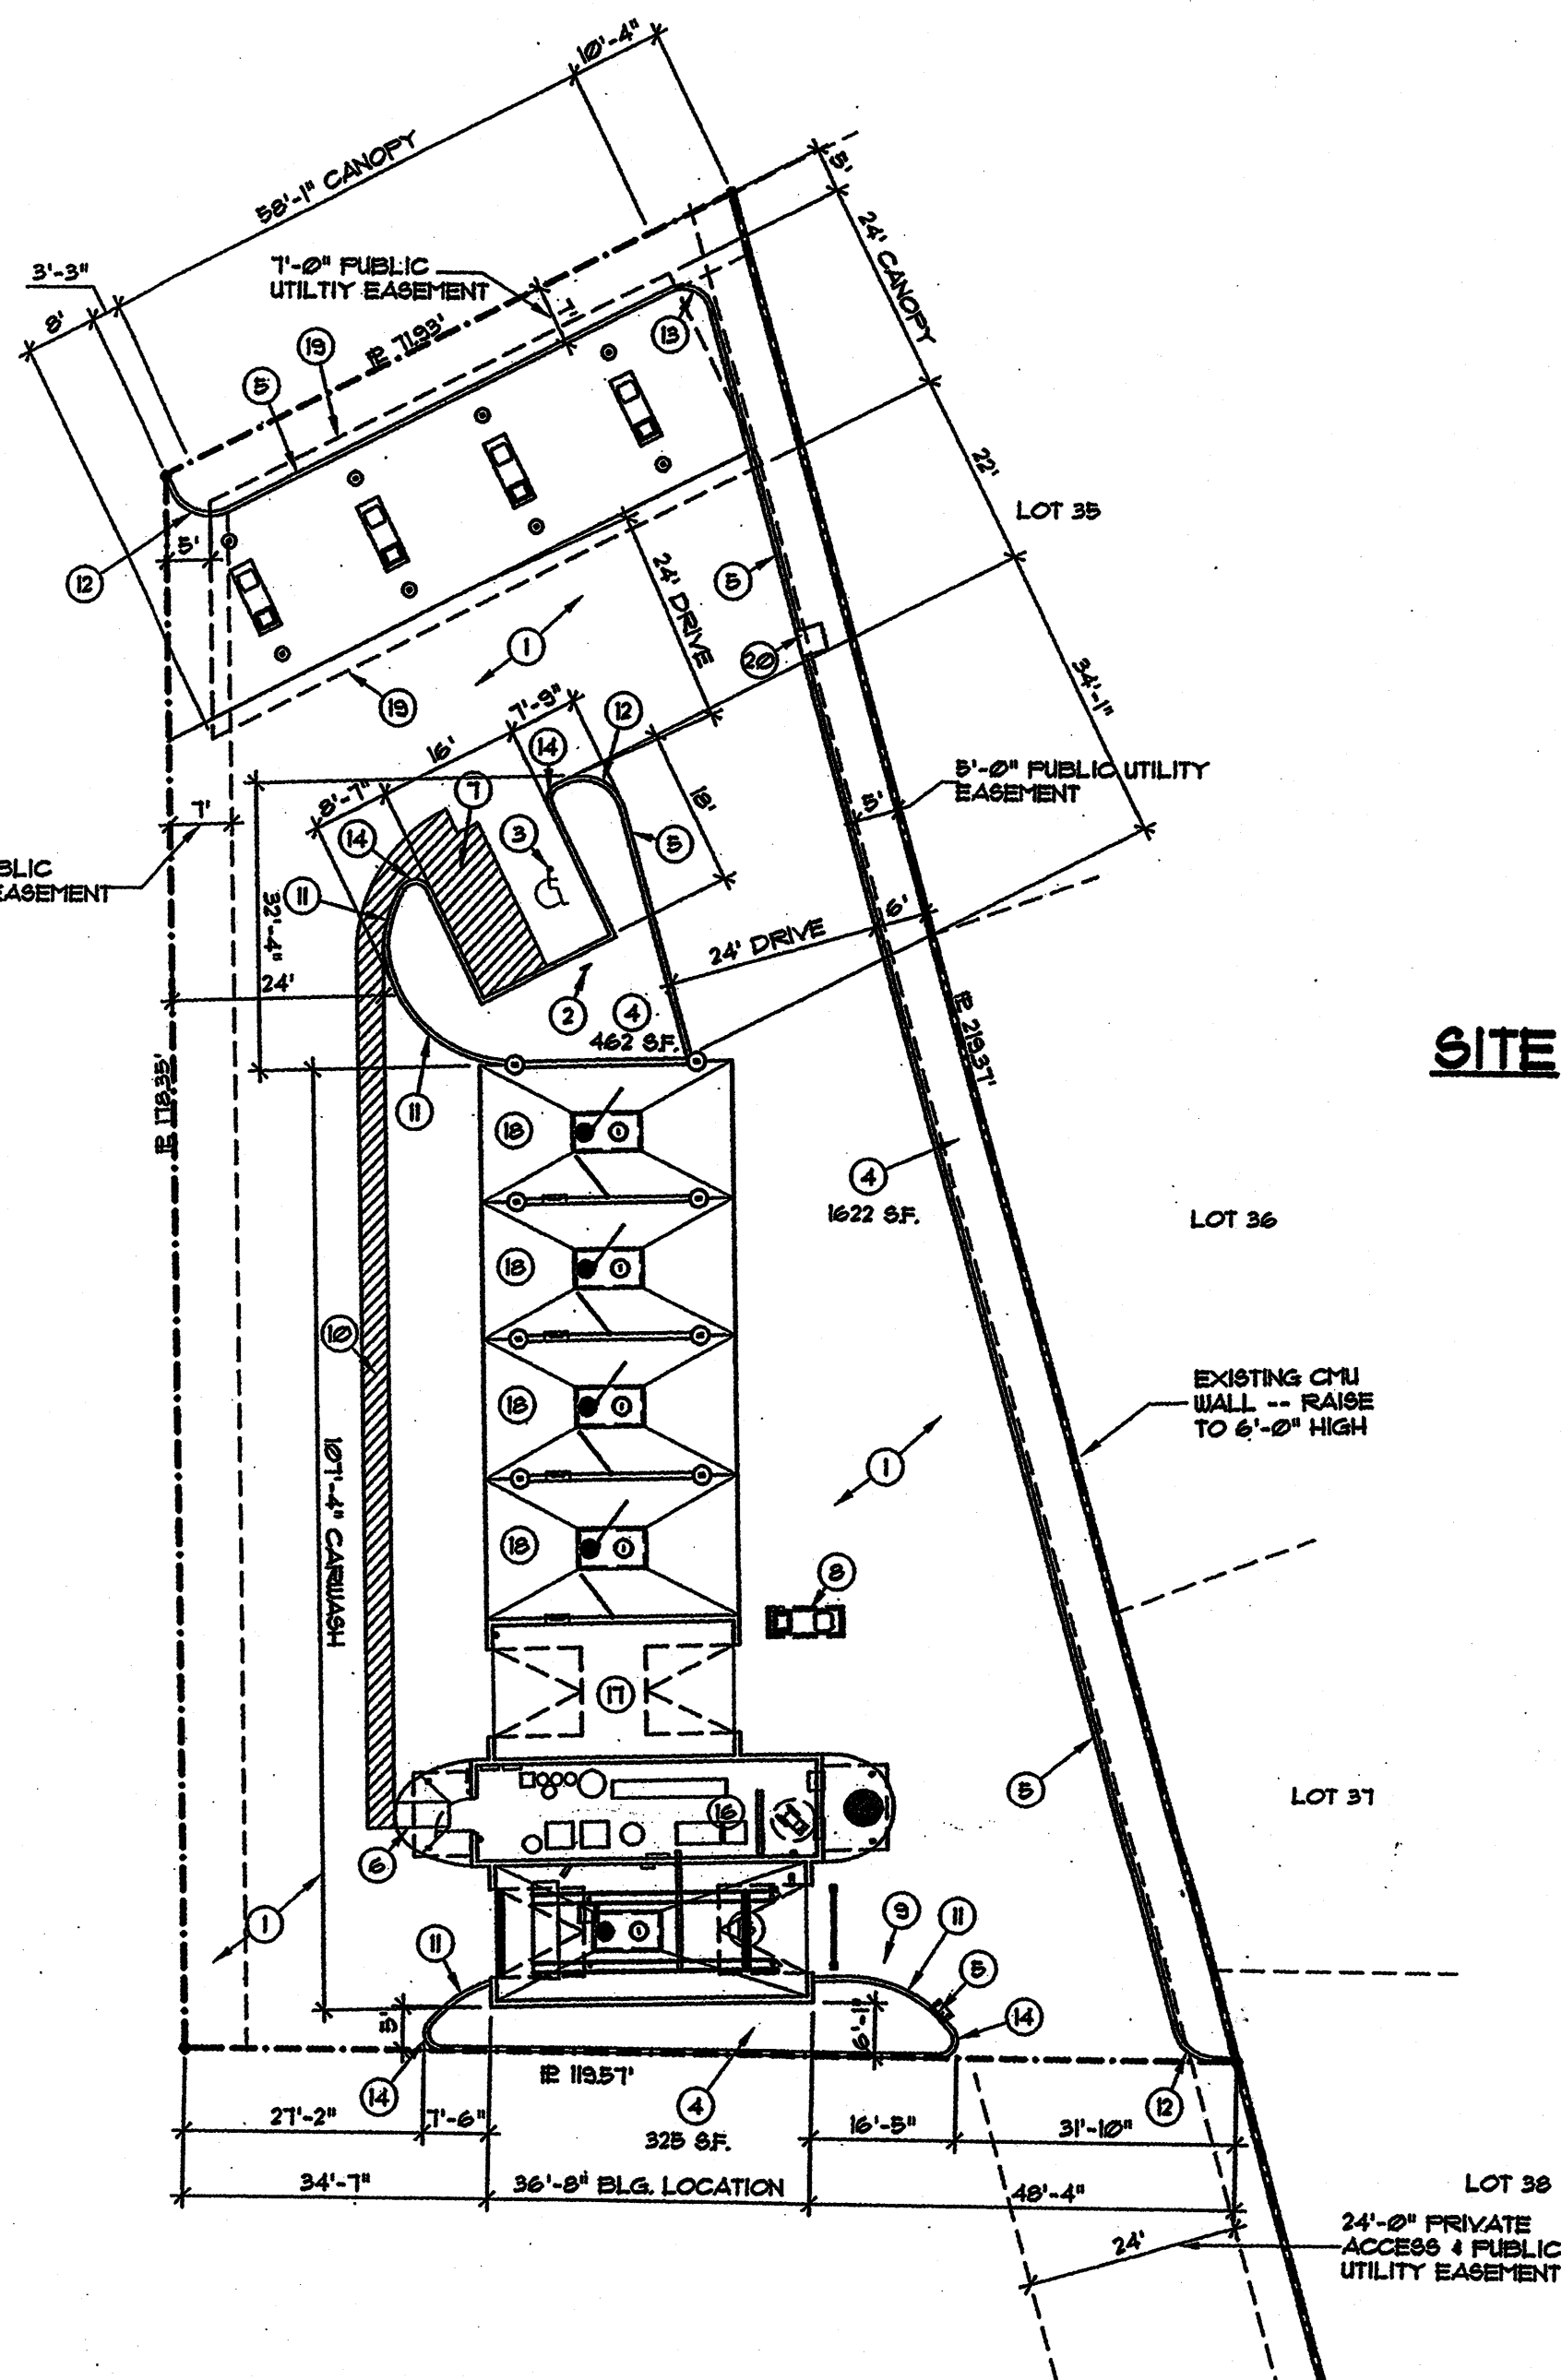 10'-4"
58'-1" CANOPY
5'
3'-3"
7'-0" PUBLIC
UTILTIY EASEMENT
24' CANOPY
8'
7'
19
13
PL 71.93'
5
22'
LOT 35
5'
12
5
24' DRIVE
1
20
19
34'-1"
7'-9"
12
16'
14
5'-0" PUBLIC UTILITY
EASEMENT
7
18'
8'-7"
5'
7'
14
3
5
BLIC
EASEMENT
11
32'-4"
6'
24' DRIVE
24'
2
4
462 S.F.
PL 219.37'
SITE
PL 178.35'
11
18
4
1622 S.F.
LOT 36
18
10
EXISTING CMU
WALL -- RAISE
TO 6'-0" HIGH
18
107'-4" CARWASH
1
18
8
17
5
LOT 37
16
6
1
11
9
11
5
5'
6'-1"
14
PL 119.57'
14
4
12
27'-2"
7'-6"
325 S.F.
16'-5"
31'-10"
34'-7"
36'-8" BLG. LOCATION
48'-4"
LOT 38
24'
24'-0" PRIVATE
ACCESS & PUBLIC
UTILITY EASEMENT